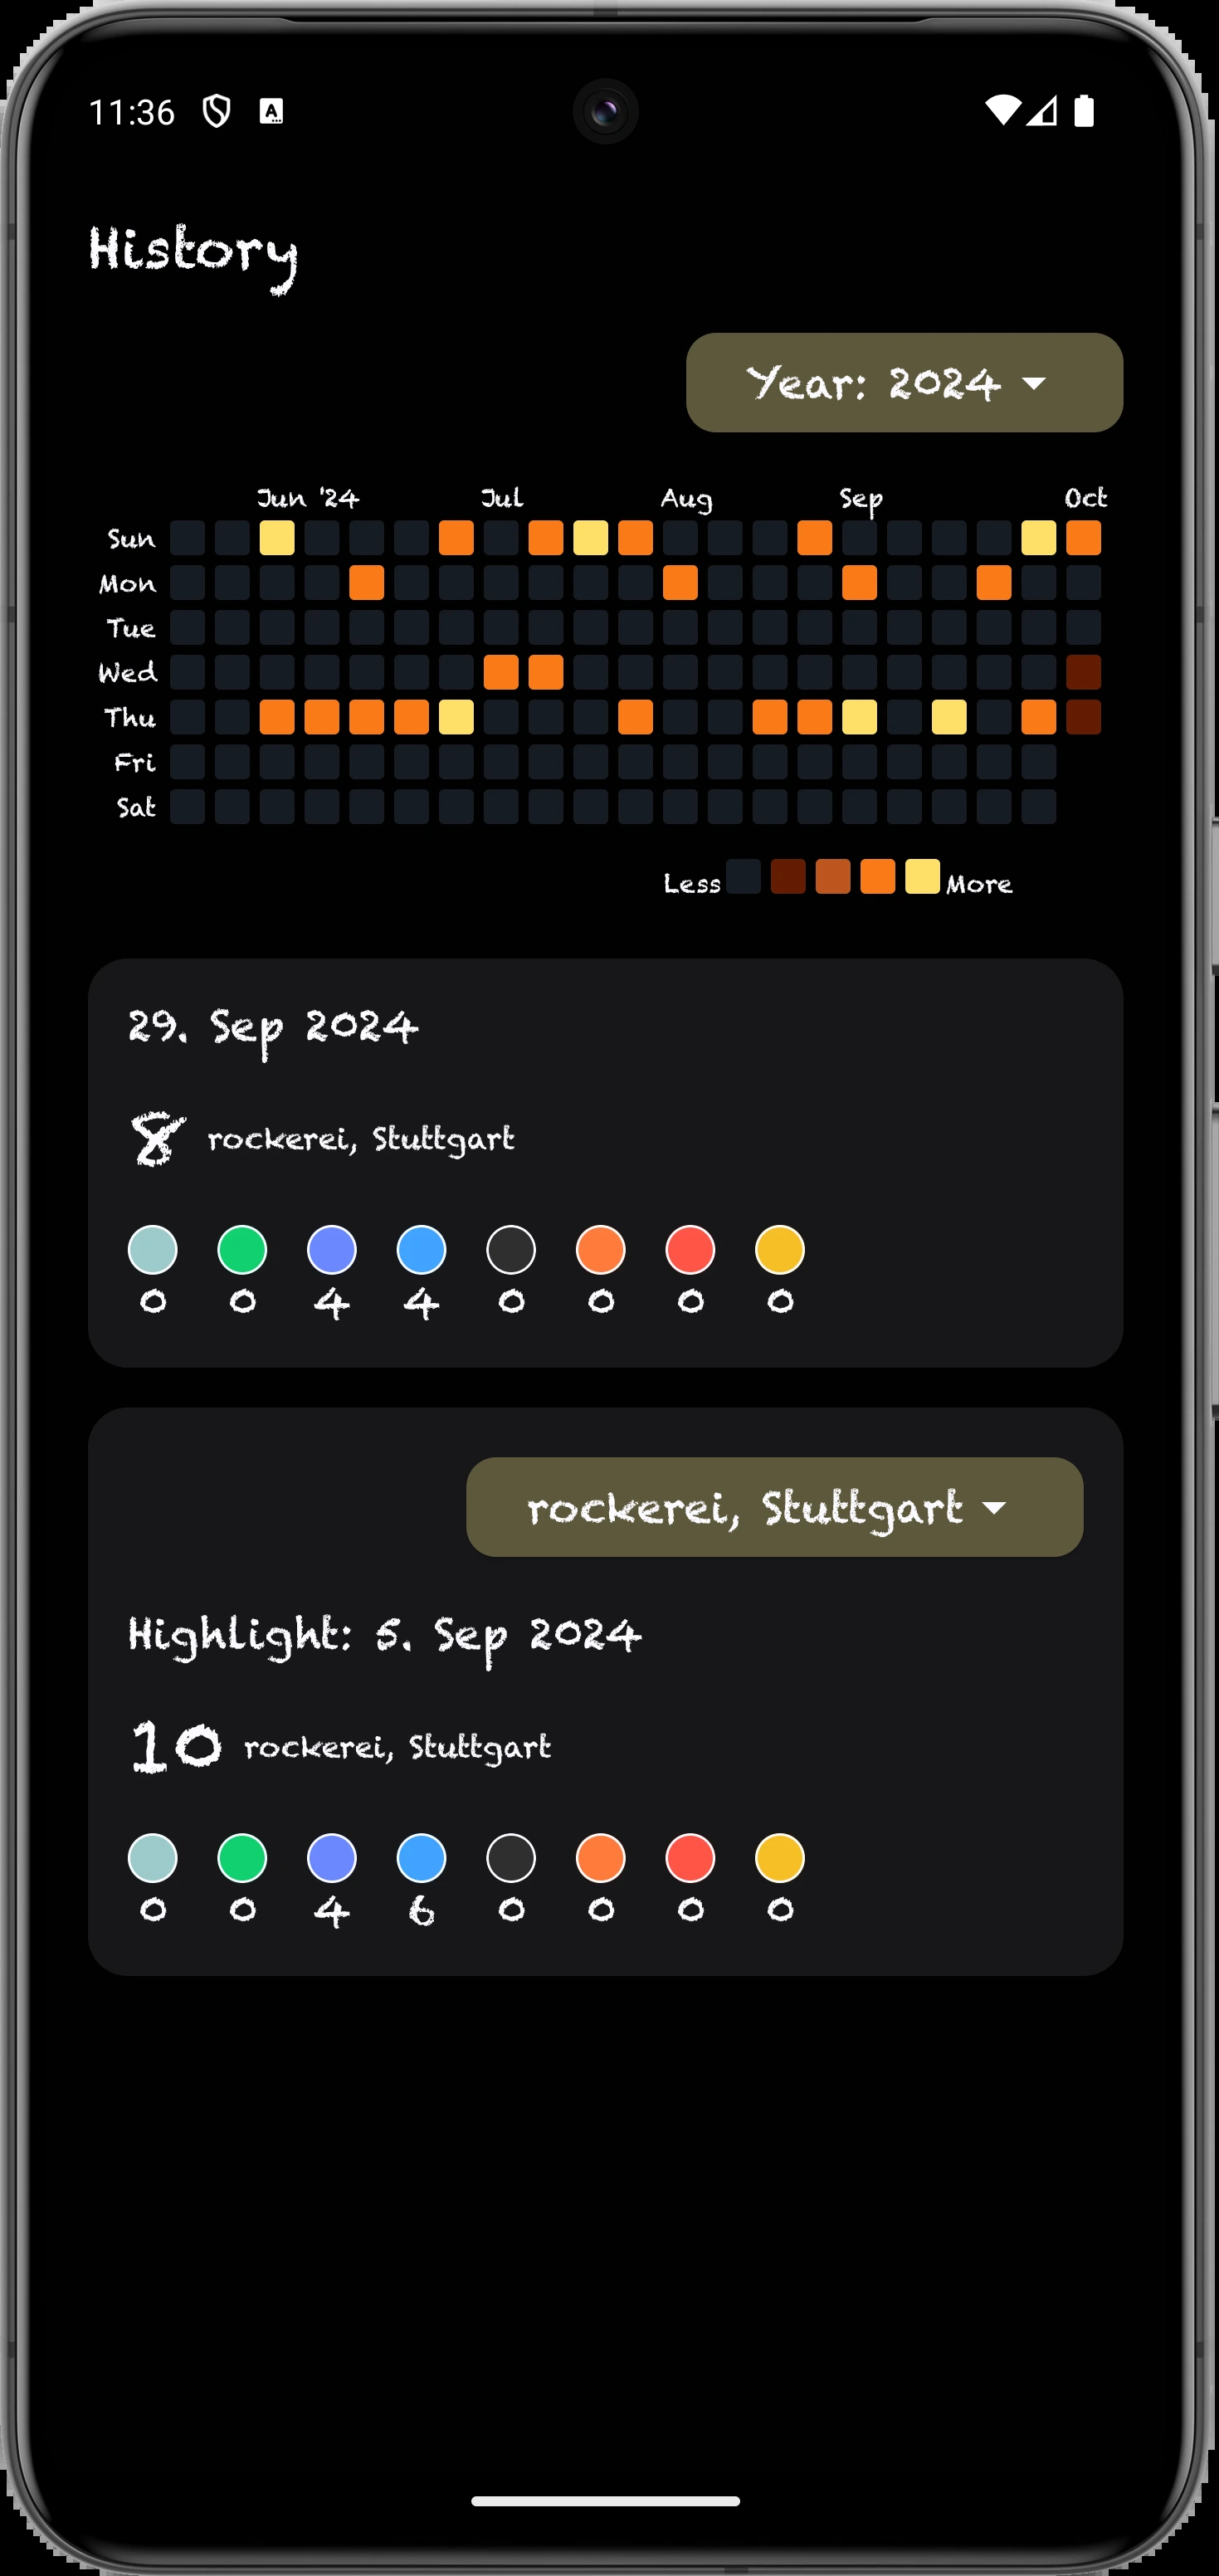 11:36
History
Year: 2024
Jun '24 Jul Aug Sep Oct
Sun
Mon
Tue
Wed
Thu
Fri
Sat
Less More
29. Sep 2024
8 rockerei, Stuttgart
0 0 4 4 0 0 0 0
rockerei, Stuttgart
Highlight: 5. Sep 2024
10 rockerei, Stuttgart
0 0 4 6 0 0 0 0